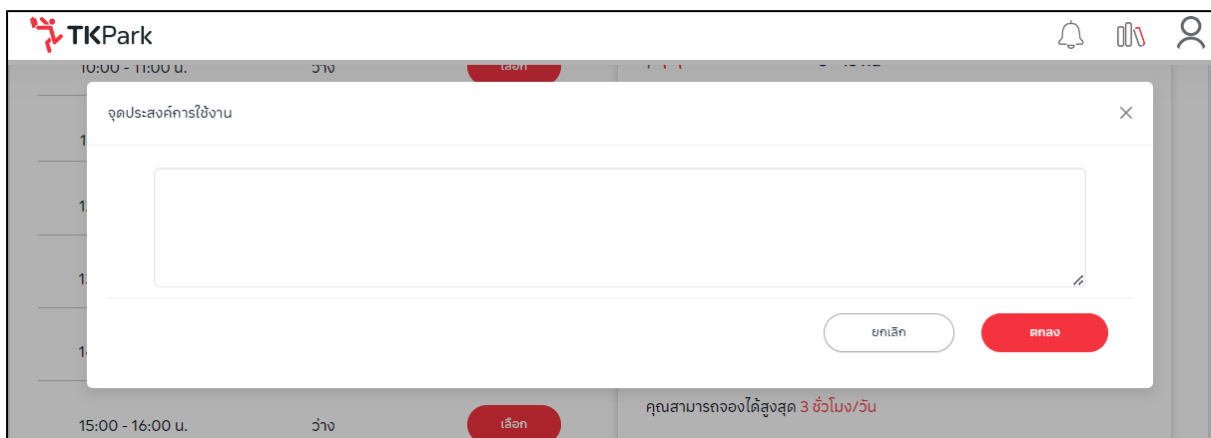 TKPark
10:00 - 11:00 น. ว่าง เลือก
จุดประสงค์การใช้งาน
ยกเลิก ตกลง
คุณสามารถจองได้สูงสุด 3 ชั่วโมง/วัน
15:00 - 16:00 น. ว่าง เลือก